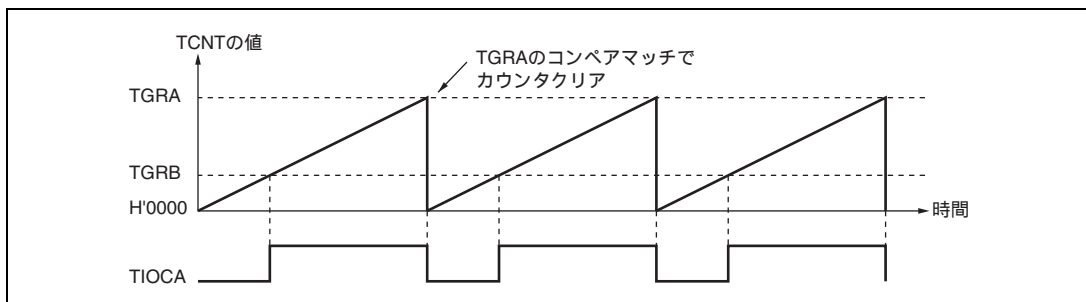 TCNTの値
TGRAのコンペアマッチで
カウンタクリア
TGRA
TGRB
H'0000
時間
TIOCA